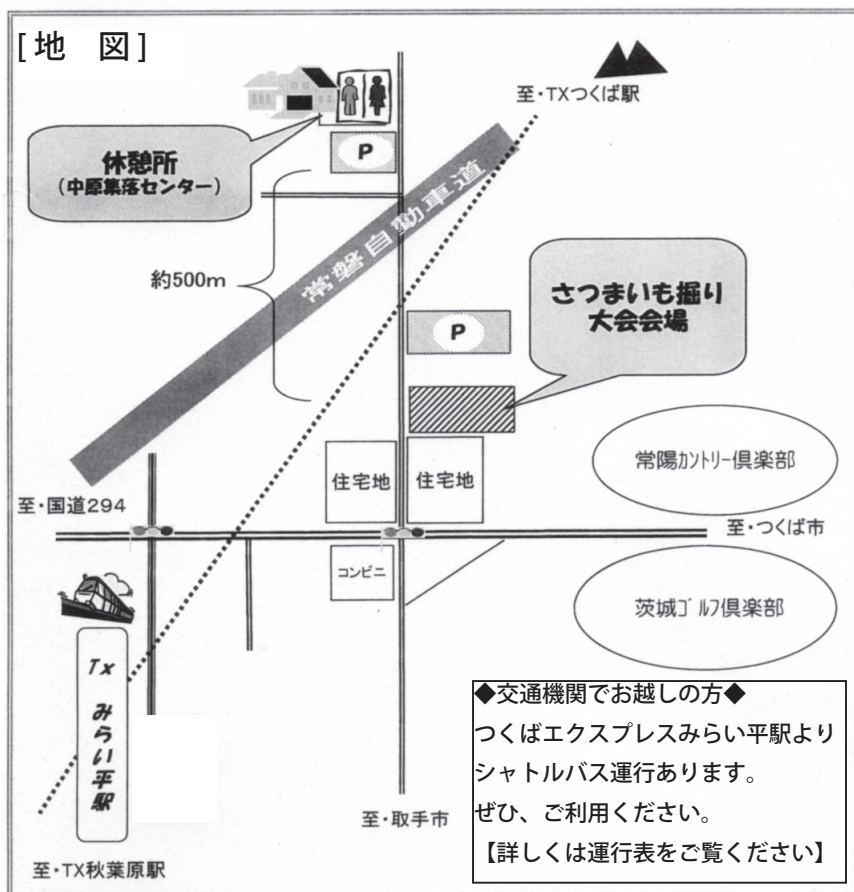 [地 図]
至・TXつくば駅
休憩所
(中原集落センター)
P
常磐自動車道
約500m
さつまいも掘り
大会会場
P
住宅地
住宅地
常陽ｶﾝﾄﾘｰ倶楽部
至・国道294
至・つくば市
コンビニ
茨城ｺﾞﾙﾌ倶楽部
Tx みらい平駅
◆交通機関でお越しの方◆
つくばエクスプレスみらい平駅より
シャトルバス運行あります。
ぜひ、ご利用ください。
【詳しくは運行表をご覧ください】
至・取手市
至・TX秋葉原駅